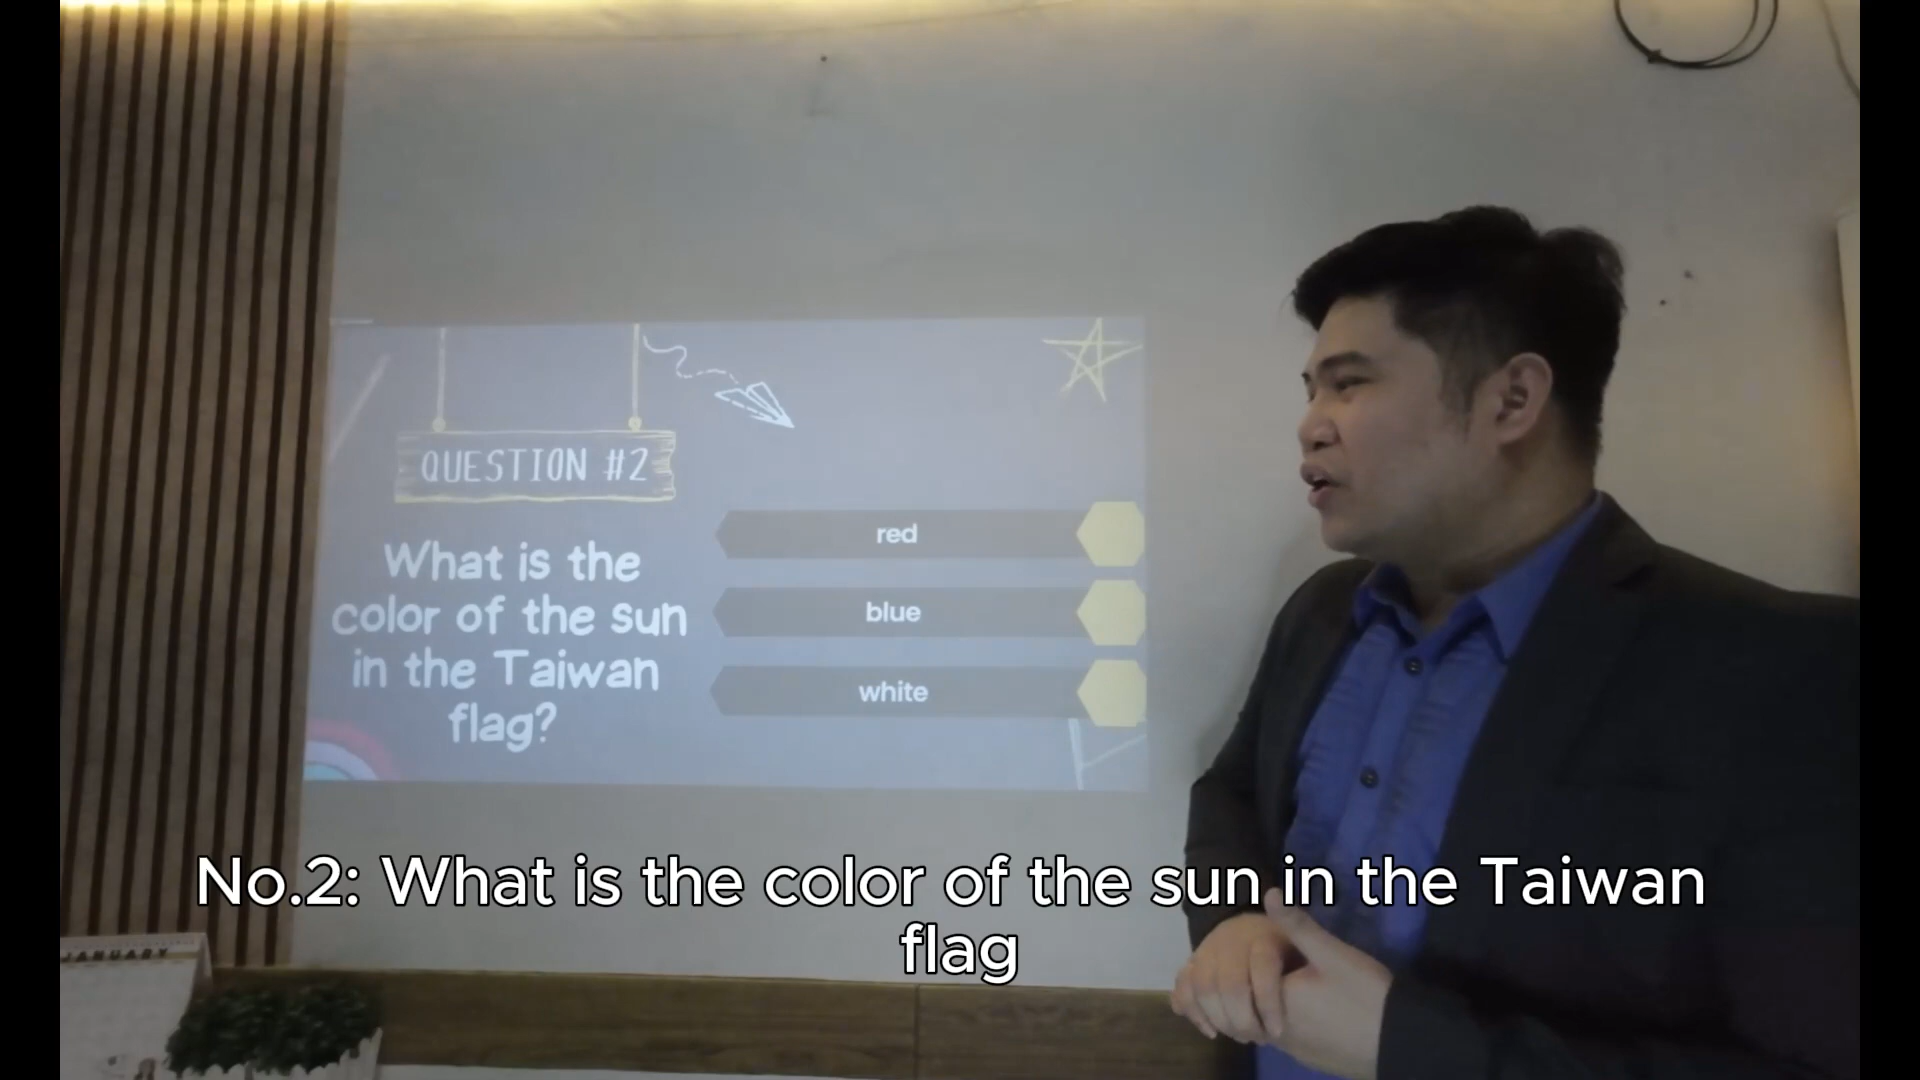 QUESTION #2
What is the
color of the sun
in the Taiwan
flag?
red
blue
white
No.2: What is the color of the sun in the Taiwan
flag
JANUARY